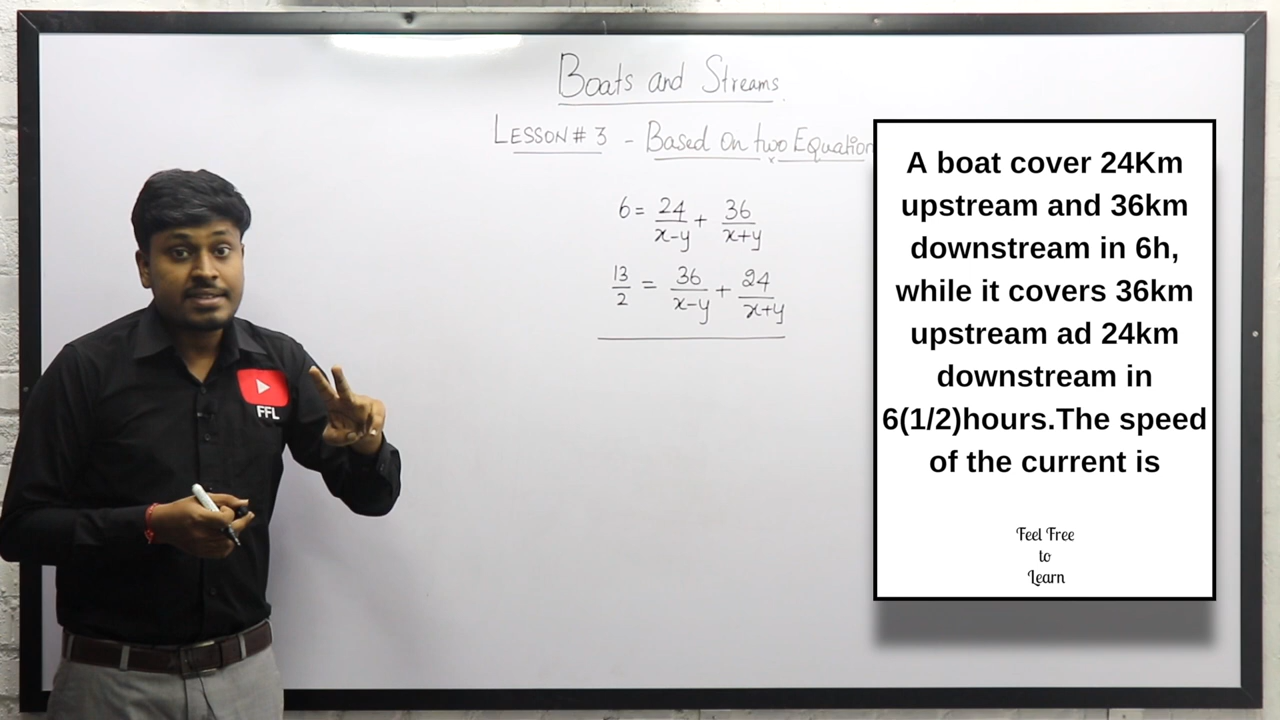 Boats and Streams
LESSON # 3 - Based on two Equation
6 = 24/x-y + 36/x+y
13/2 = 36/x-y + 24/x+y
FFL
A boat cover 24Km
upstream and 36km
downstream in 6h,
while it covers 36km
upstream ad 24km
downstream in
6(1/2)hours.The speed
of the current is
Feel Free
to
Learn